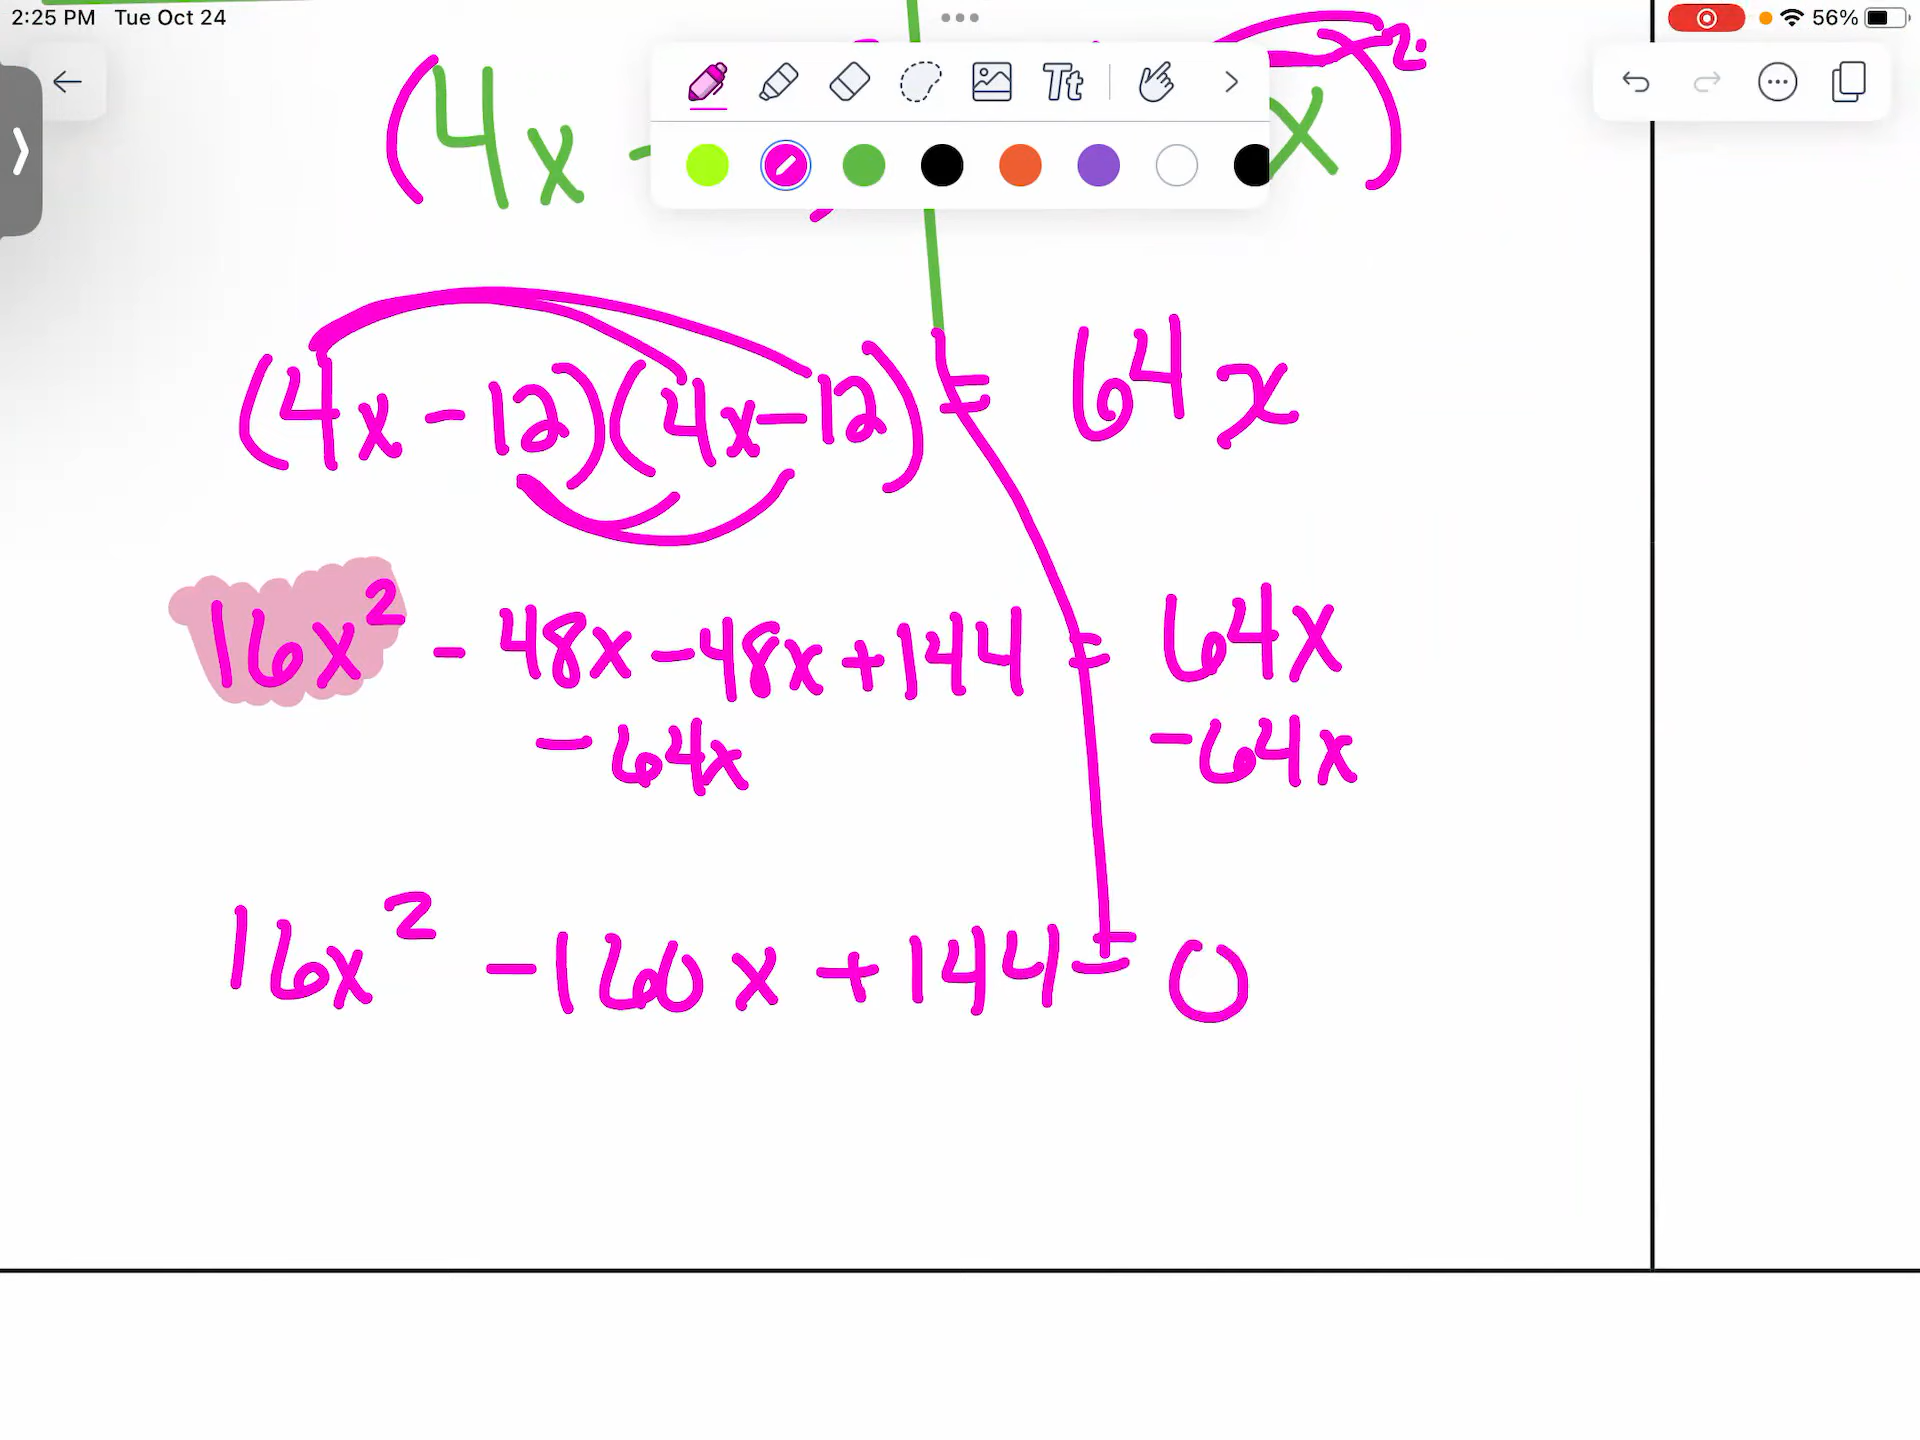 2:25 PM Tue Oct 24
56%
Tt
(4x - x)²
(4x-12)(4x-12) = 64x
16x² - 48x - 48x + 144 = 64x
- 64x - 64x
16x² - 160x + 144 = 0